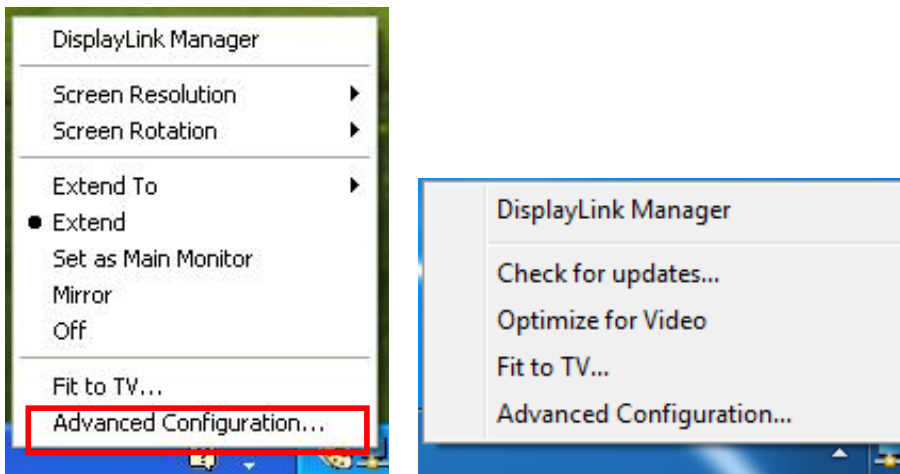 DisplayLink Manager
Screen Resolution
Screen Rotation
Extend To
Extend
Set as Main Monitor
Mirror
Off
Fit to TV...
Advanced Configuration...
DisplayLink Manager
Check for updates...
Optimize for Video
Fit to TV...
Advanced Configuration...